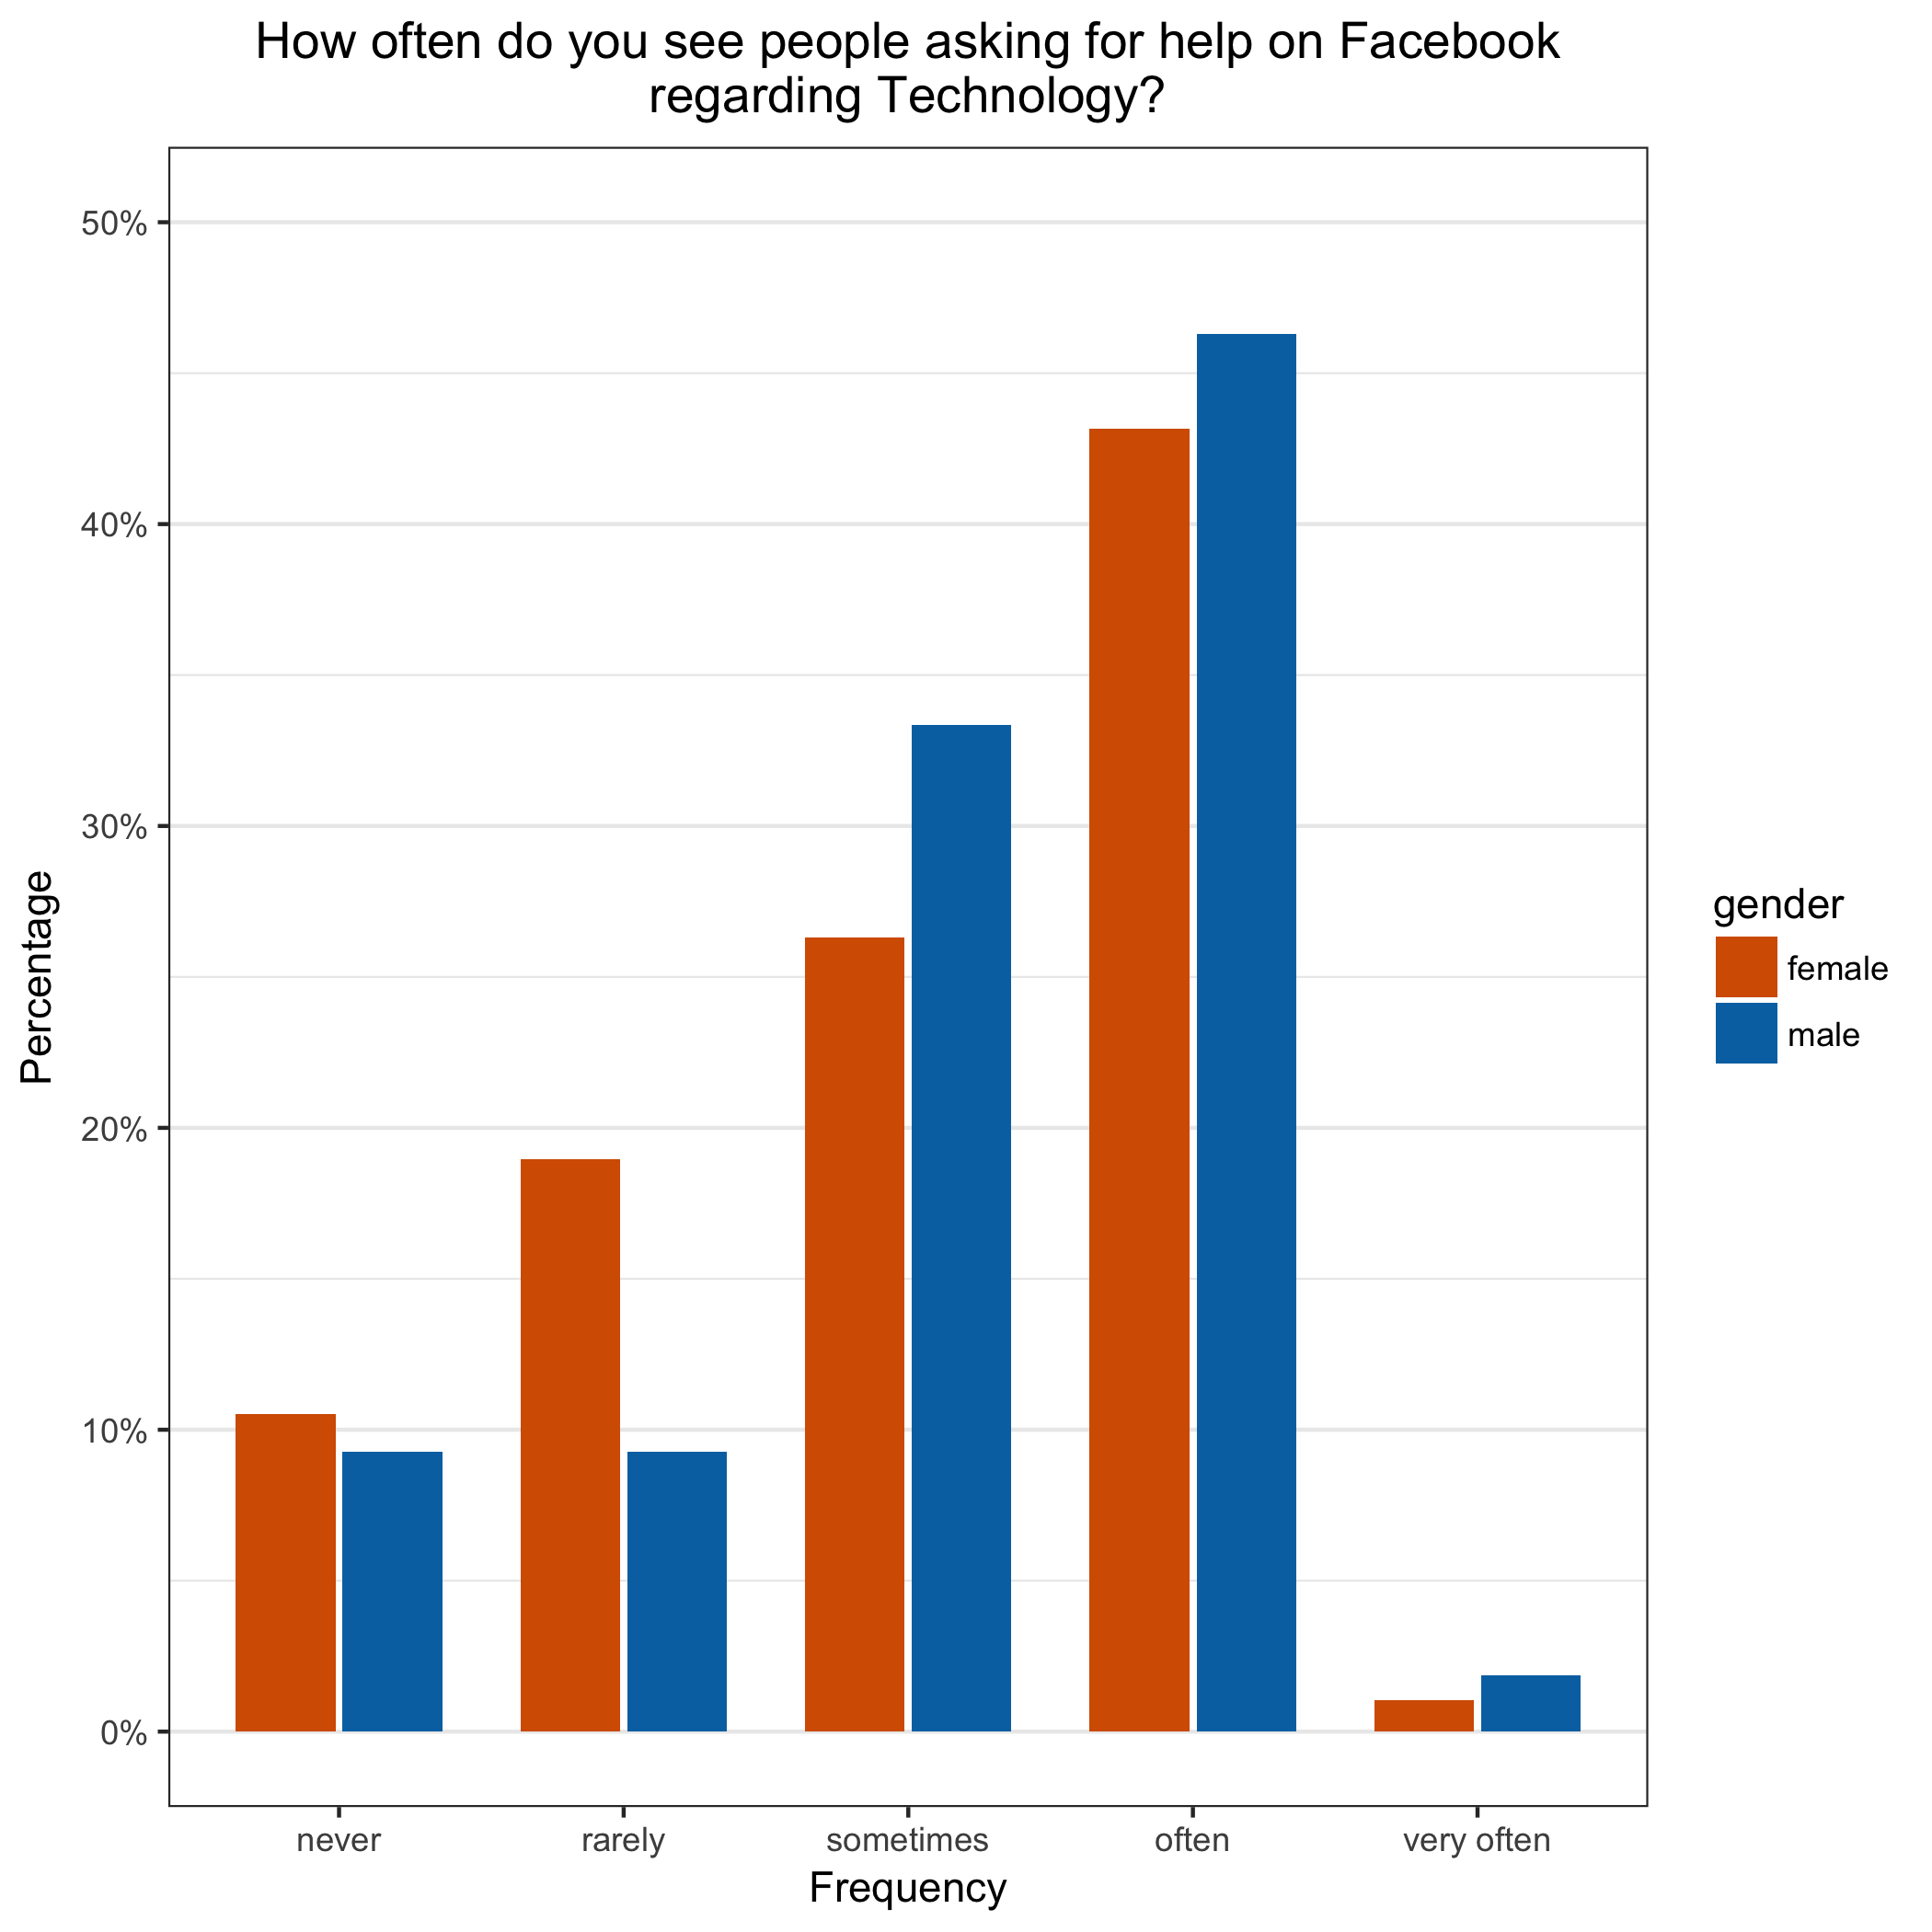 How often do you see people asking for help on Facebook
regarding Technology?
50%
40%
30%
20%
10%
0%
Percentage
never rarely sometimes often very often
Frequency
gender
female
male